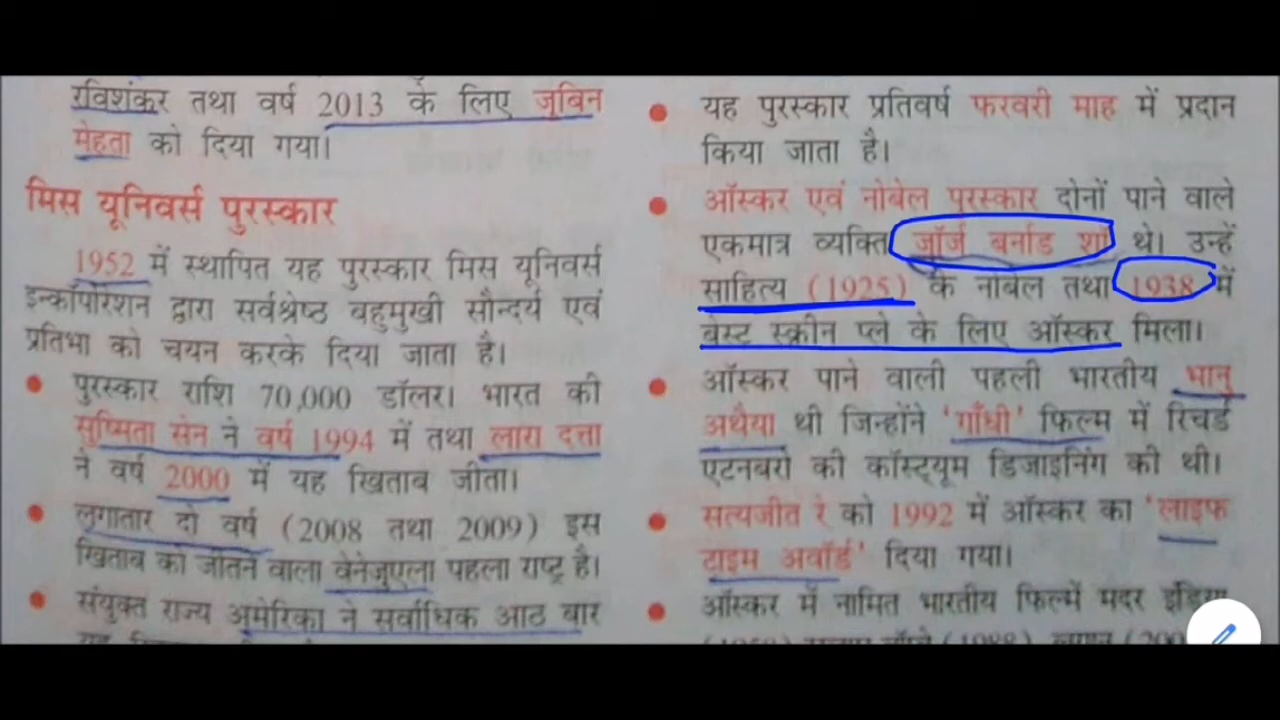 रविशंकर तथा वर्ष 2013 के लिए जूबिन
मेहता को दिया गया।
मिस यूनिवर्स पुरस्कार
1952 में स्थापित यह पुरस्कार मिस यूनिवर्स
इन्कॉर्पोरेशन द्वारा सर्वश्रेष्ठ बहुमुखी सौन्दर्य एवं
प्रतिभा को चयन करके दिया जाता है।
• पुरस्कार राशि 70,000 डॉलर। भारत की
सुष्मिता सेन ने वर्ष 1994 में तथा लारा दत्ता
ने वर्ष 2000 में यह खिताब जीता।
• लगातार दो वर्ष (2008 तथा 2009) इस
खिताब को जीतने वाला वेनेजुएला पहला राष्ट्र है।
• संयुक्त राज्य अमेरिका ने सर्वाधिक आठ बार
• यह पुरस्कार प्रतिवर्ष फरवरी माह में प्रदान
किया जाता है।
• ऑस्कर एवं नोबेल पुरस्कार दोनों पाने वाले
एकमात्र व्यक्ति जॉर्ज बर्नाड शॉ थे। उन्हें
साहित्य (1925) के नोबेल तथा 1938 में
बेस्ट स्क्रीन प्ले के लिए ऑस्कर मिला।
• ऑस्कर पाने वाली पहली भारतीय भानु
अथैया थी जिन्होंने 'गाँधी' फिल्म में रिचर्ड
एटनबरो की कॉस्ट्यूम डिजाइनिंग की थी।
• सत्यजीत रे को 1992 में ऑस्कर का 'लाइफ
टाइम अवॉर्ड' दिया गया।
• ऑस्कर में नामित भारतीय फिल्में मदर इंडिया